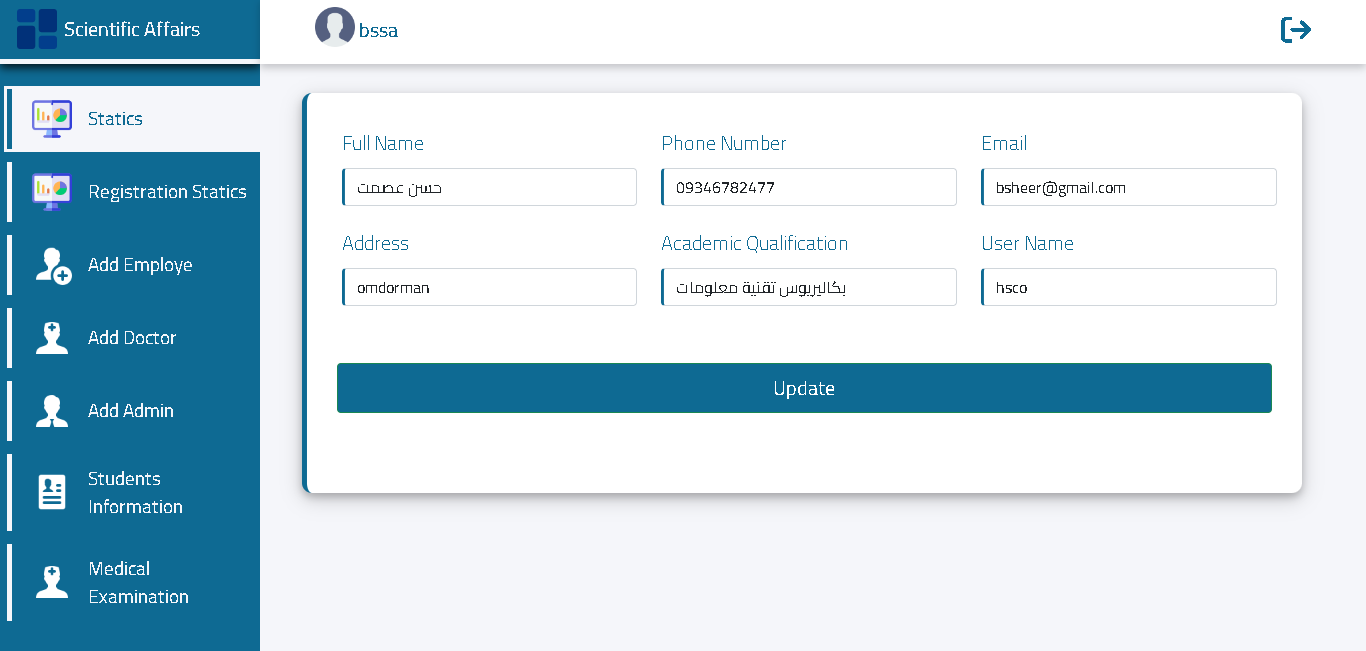 Scientific Affairs
bssa
Statics
Registration Statics
Add Employe
Add Doctor
Add Admin
Students
Information
Medical
Examination
Full Name
Phone Number
Email
حسن عصمت
09346782477
bsheer@gmail.com
Address
Academic Qualification
User Name
omdorman
بكاليريوس تقنية معلومات
hsco
Update